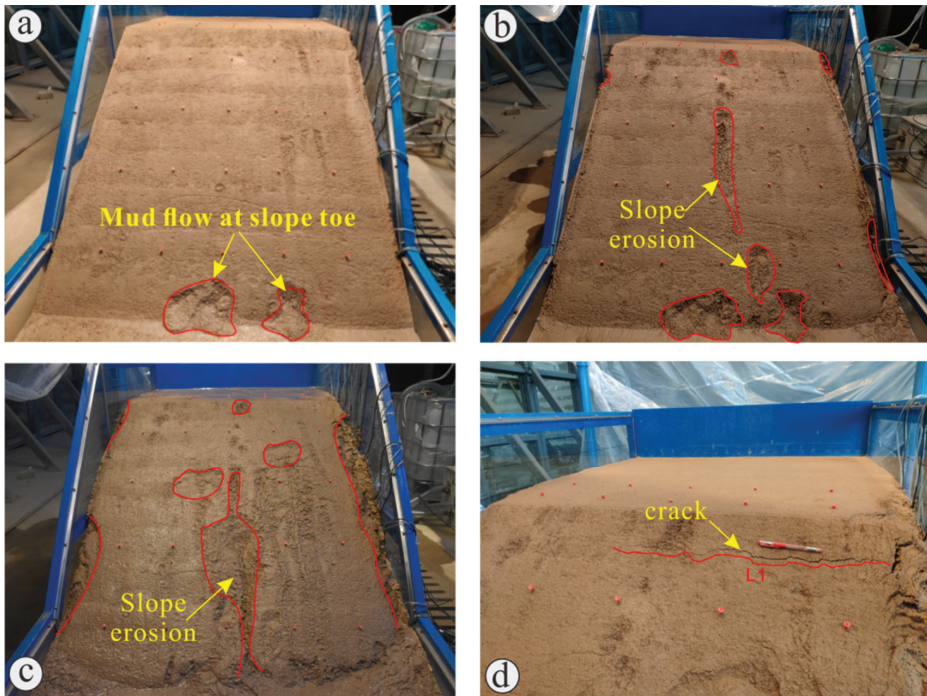 a
Mud flow at slope toe
b
Slope
erosion
c
Slope
erosion
d
crack
L1